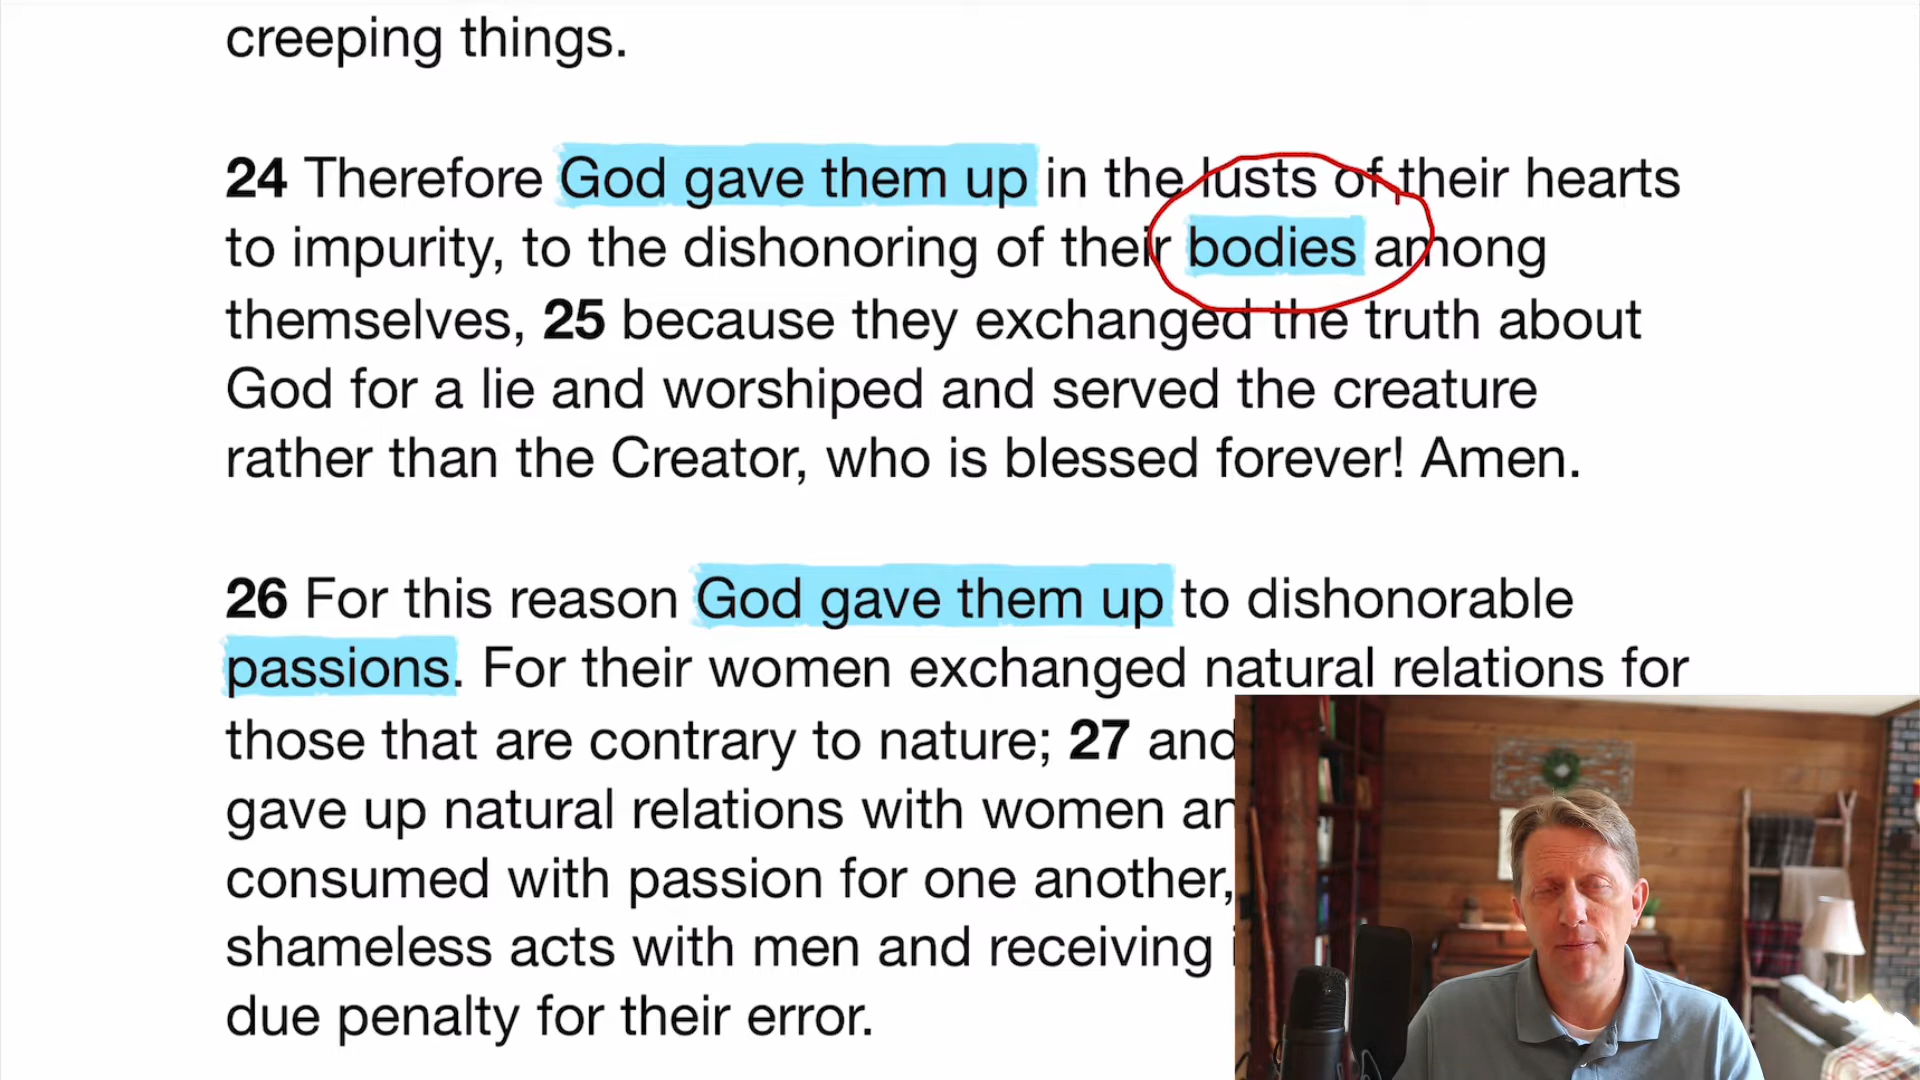 creeping things.
24 Therefore God gave them up in the lusts of their hearts
to impurity, to the dishonoring of their bodies among
themselves, 25 because they exchanged the truth about
God for a lie and worshiped and served the creature
rather than the Creator, who is blessed forever! Amen.
26 For this reason God gave them up to dishonorable
passions. For their women exchanged natural relations for
those that are contrary to nature; 27 and
gave up natural relations with women
consumed with passion for one another,
shameless acts with men and receiving
due penalty for their error.